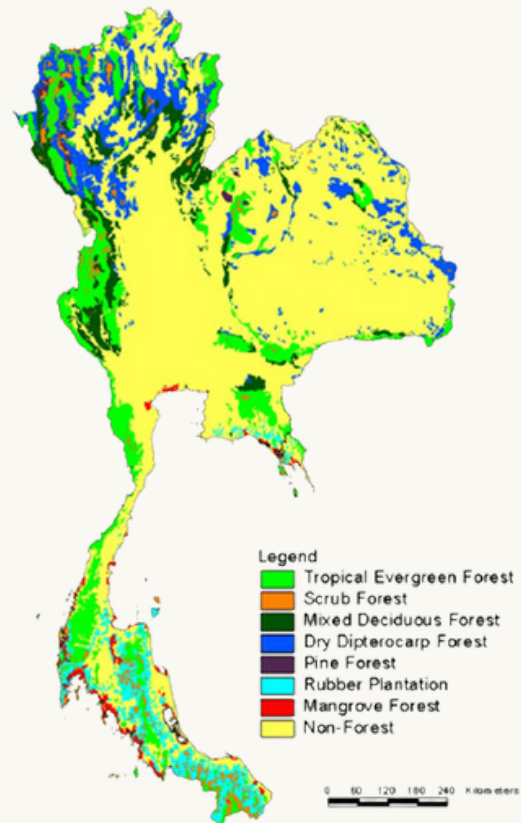 Legend
Tropical Evergreen Forest
Scrub Forest
Mixed Deciduous Forest
Dry Dipterocarp Forest
Pine Forest
Rubber Plantation
Mangrove Forest
Non-Forest
0 60 120 180 240 Kilometers